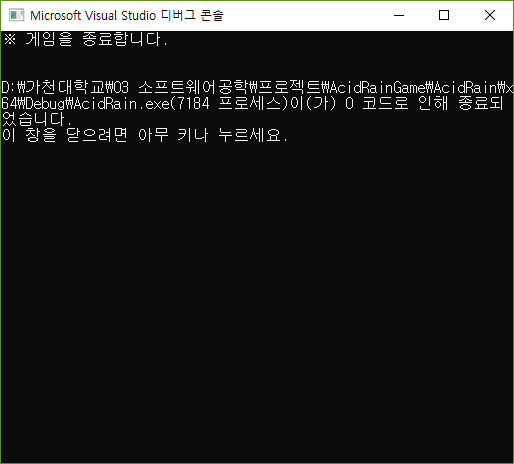 Microsoft Visual Studio 디버그 콘솔
※ 게임을 종료합니다.
D:\가천대학교\03 소프트웨어공학\프로젝트\AcidRainGame\AcidRain\x
64\Debug\AcidRain.exe(7184 프로세스)이(가) 0 코드로 인해 종료되
었습니다.
이 창을 닫으려면 아무 키나 누르세요.